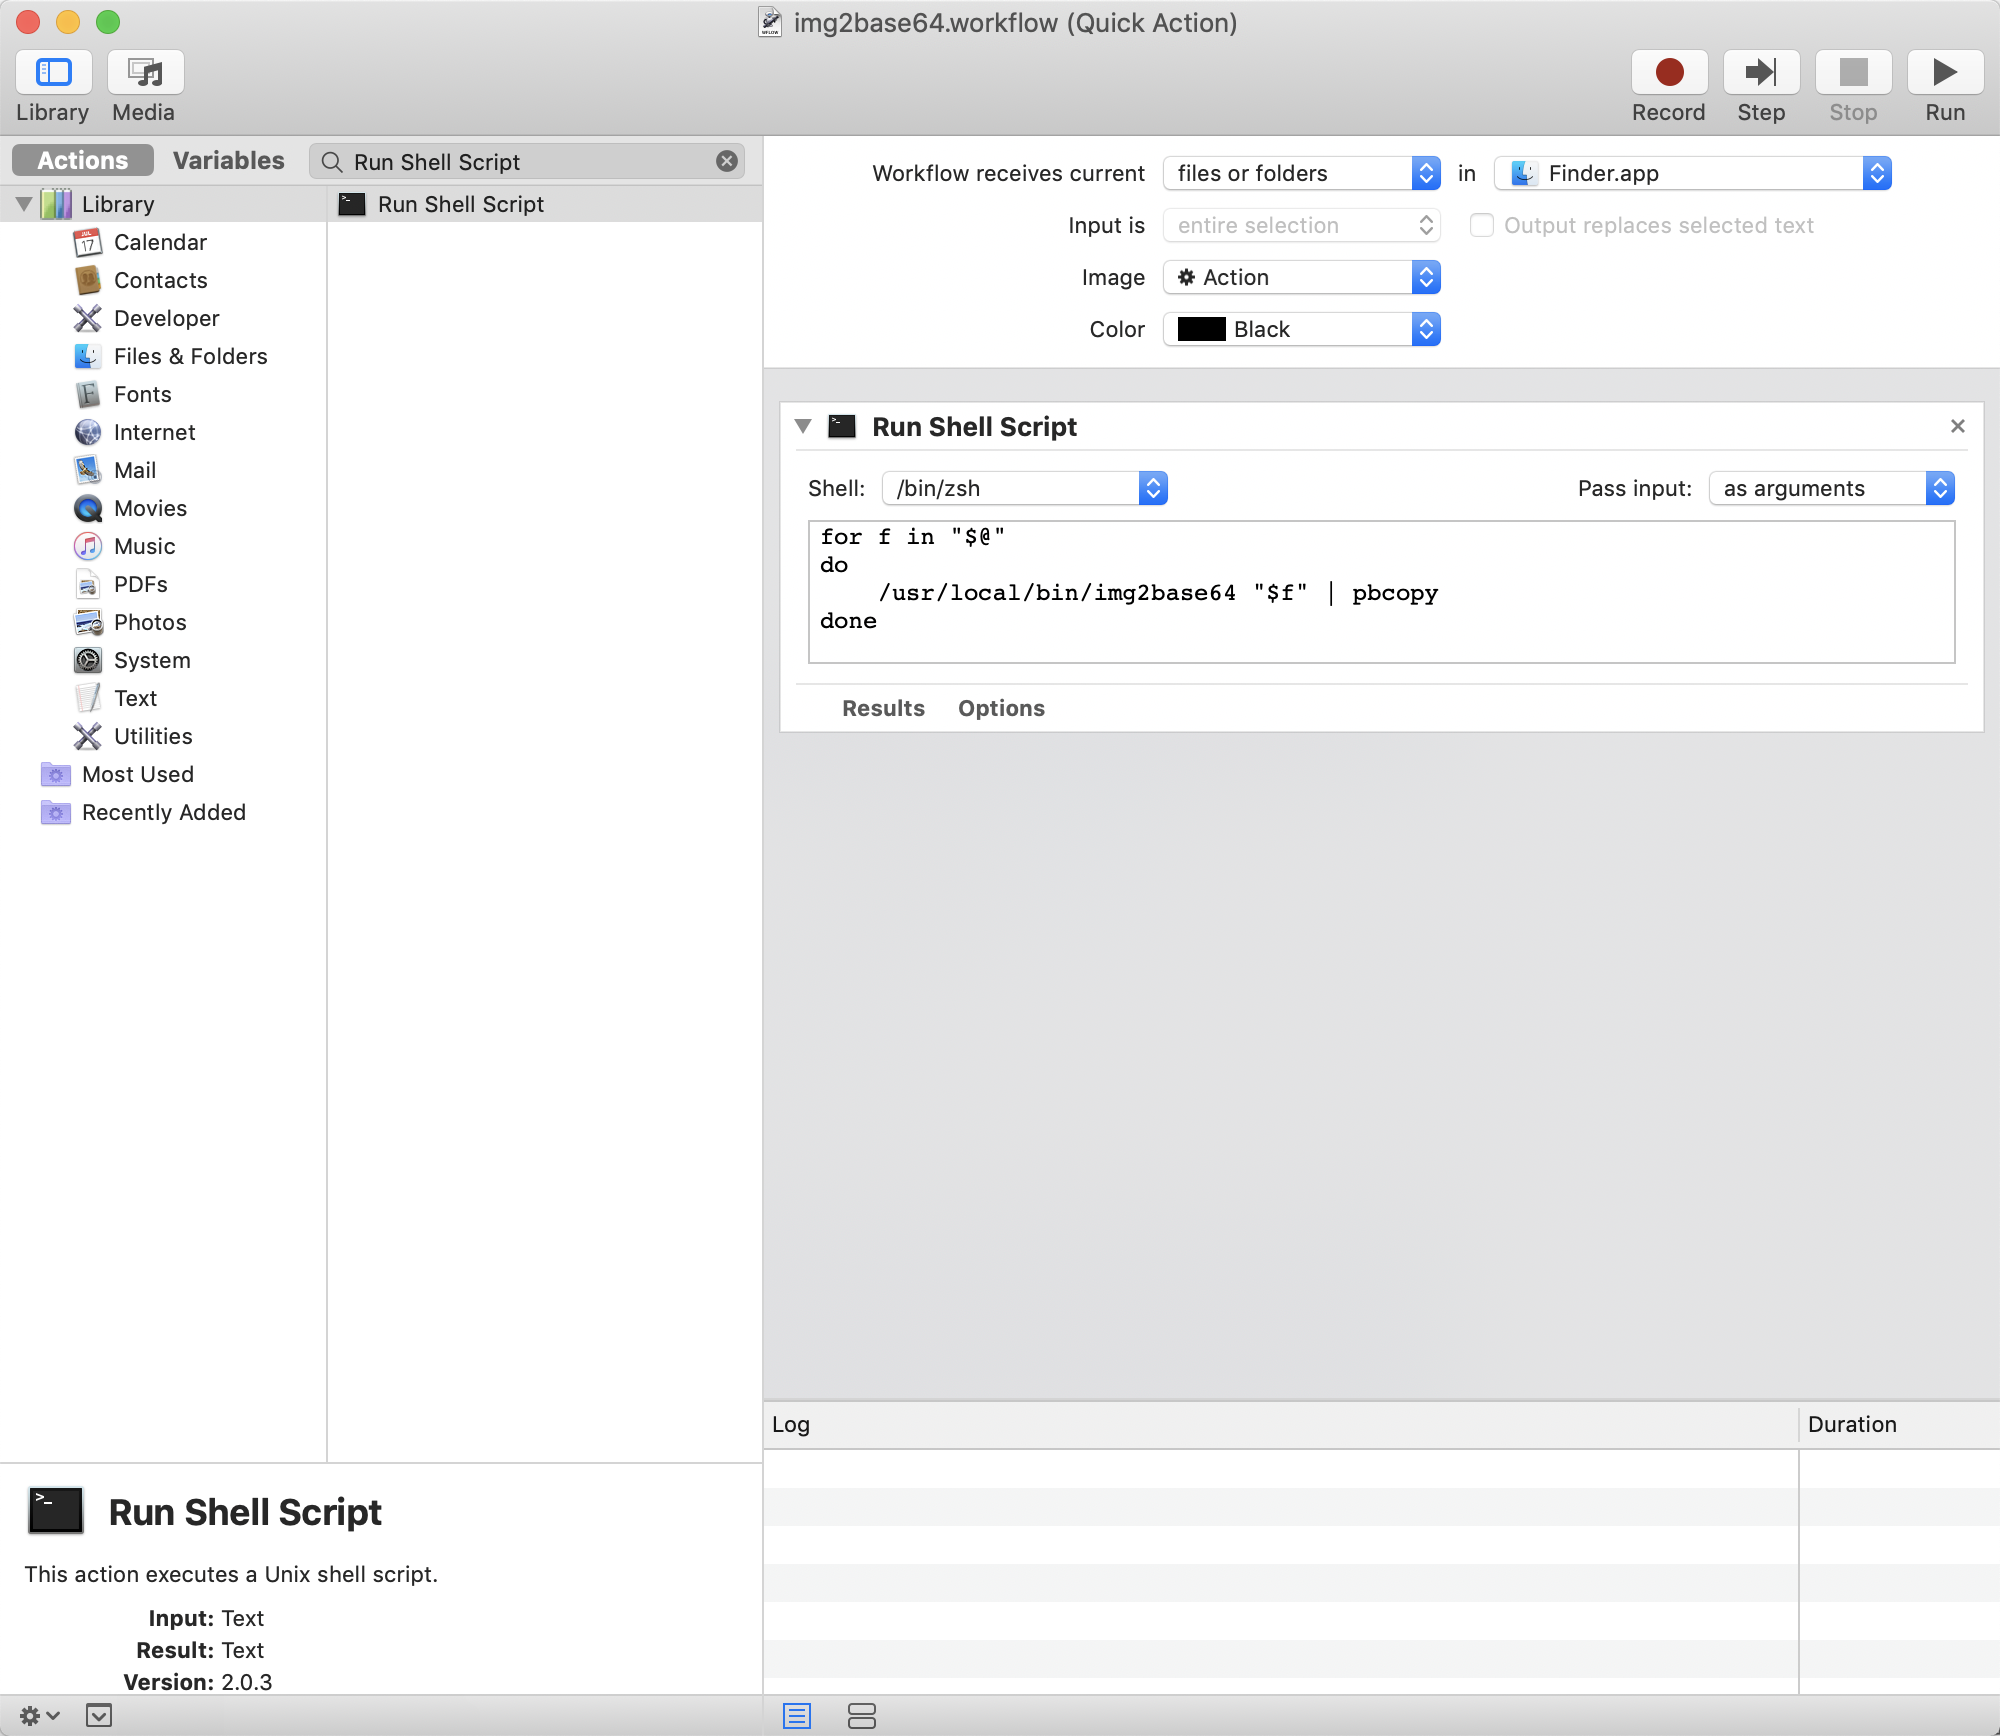 img2base64.workflow (Quick Action)
Library Media Record Step Stop Run
Actions Variables Run Shell Script
Library
Calendar
Contacts
Developer
Files & Folders
Fonts
Internet
Mail
Movies
Music
PDFs
Photos
System
Text
Utilities
Most Used
Recently Added
Run Shell Script
Workflow receives current files or folders in Finder.app
Input is entire selection Output replaces selected text
Image Action
Color Black
Run Shell Script
Shell: /bin/zsh Pass input: as arguments
for f in "$@"
do
    /usr/local/bin/img2base64 "$f" | pbcopy
done
Results Options
Log Duration
Run Shell Script
This action executes a Unix shell script.
Input: Text
Result: Text
Version: 2.0.3